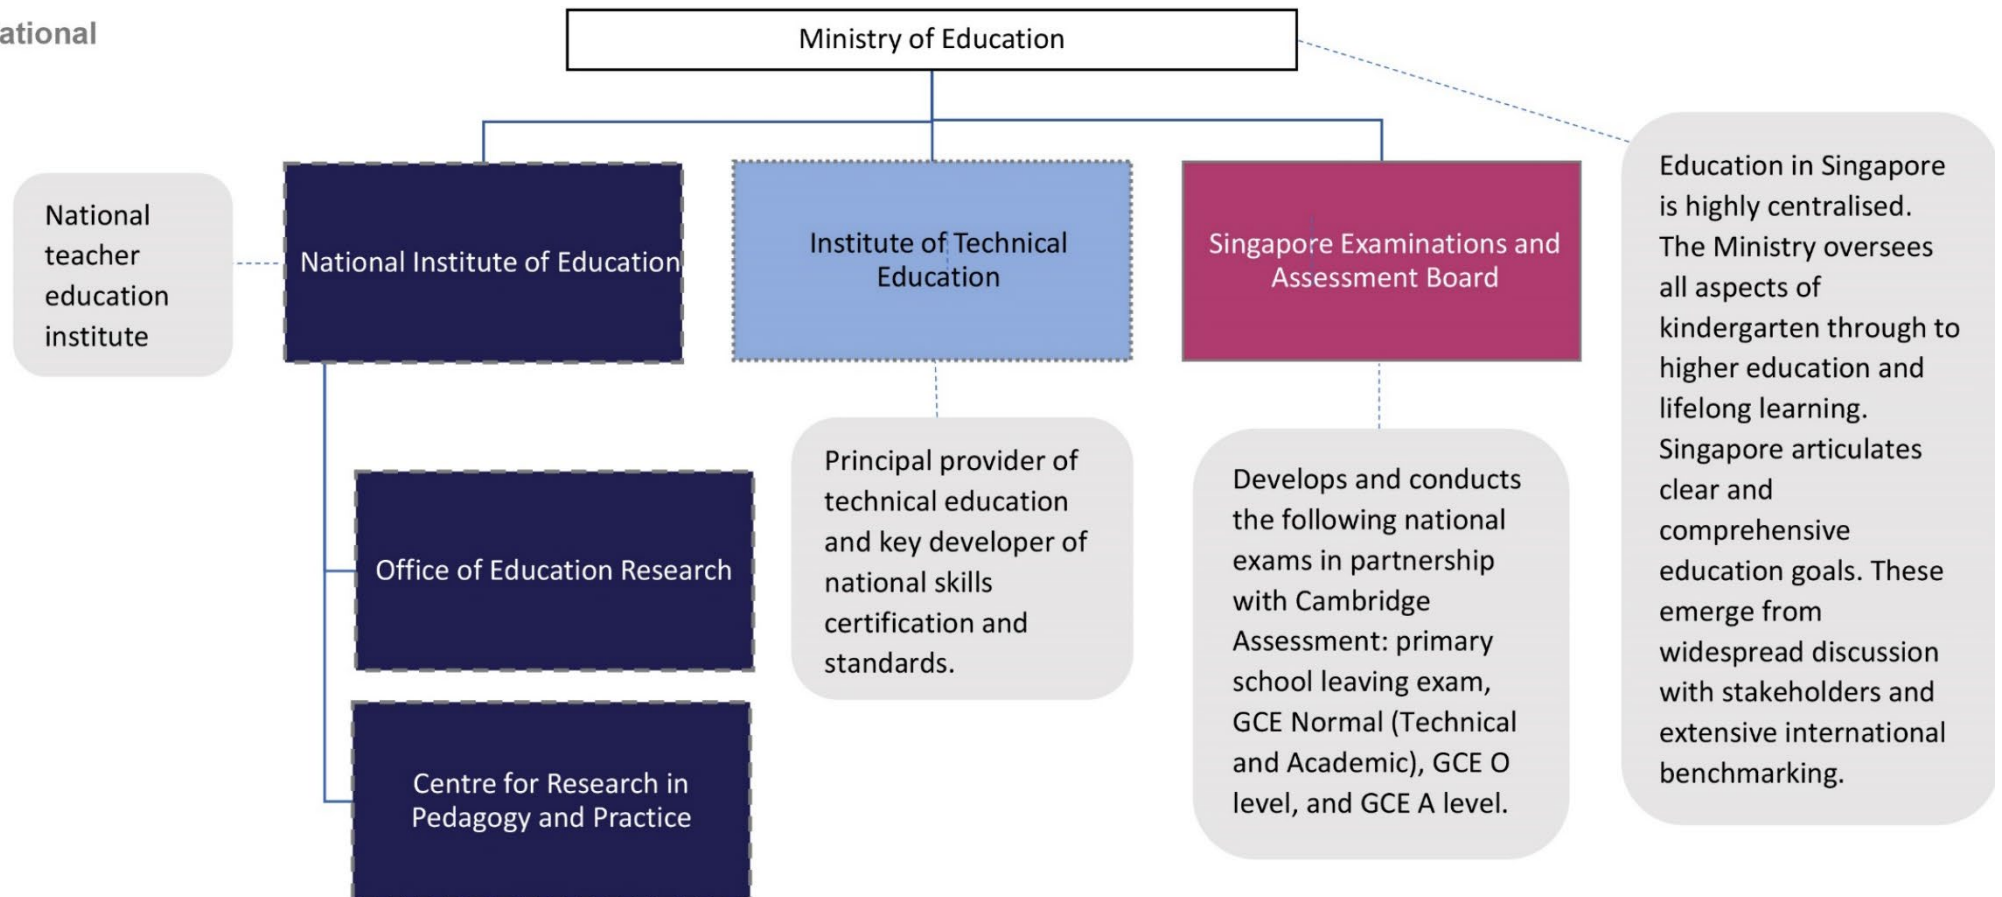 ational
Ministry of Education
National
teacher
education
institute
National Institute of Education
Institute of Technical
Education
Singapore Examinations and
Assessment Board
Education in Singapore
is highly centralised.
The Ministry oversees
all aspects of
kindergarten through to
higher education and
lifelong learning.
Singapore articulates
clear and
comprehensive
education goals. These
emerge from
widespread discussion
with stakeholders and
extensive international
benchmarking.
Office of Education Research
Centre for Research in
Pedagogy and Practice
Principal provider of
technical education
and key developer of
national skills
certification and
standards.
Develops and conducts
the following national
exams in partnership
with Cambridge
Assessment: primary
school leaving exam,
GCE Normal (Technical
and Academic), GCE O
level, and GCE A level.